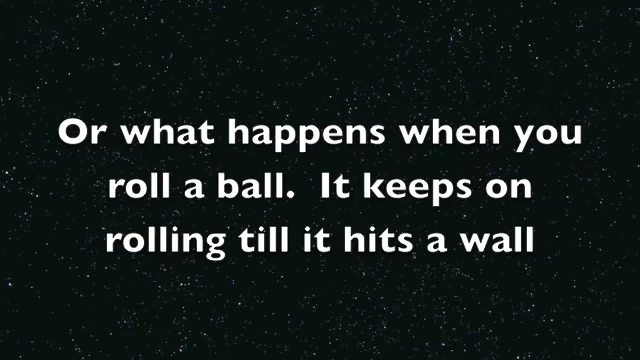 Or what happens when you
roll a ball.  It keeps on
rolling till it hits a wall